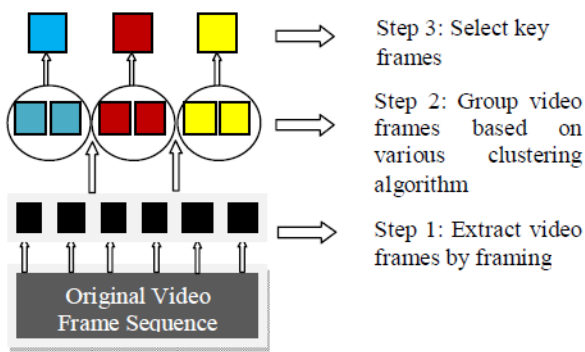 Step 3: Select key
frames
Step 2: Group video
frames based on
various clustering
algorithm
Step 1: Extract video
frames by framing
Original Video
Frame Sequence